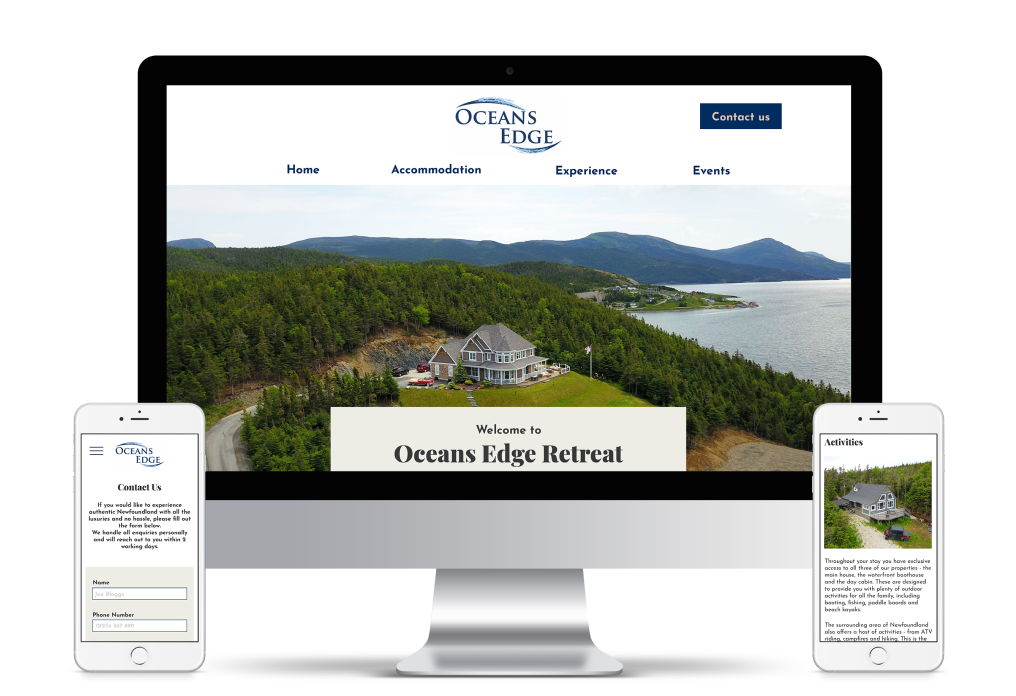 OCEANS
EDGE
Contact us
Home Accommodation Experience Events
Welcome to
Oceans Edge Retreat
OCEANS
EDGE
Contact Us
If you would like to experience
authentic Newfoundland with all the
luxuries and no hassle, please fill out
the form below.
We handle all enquiries personally
and will reach out to you within 2
working days.
Name
Joe Bloggs
Phone Number
01234 567 890
Activities
Throughout your stay you have exclusive
access to all three of our properties - the
main house, the waterfront boathouse
and the day cabin. These are designed
to provide you with plenty of outdoor
activities for all the family, including
boating, fishing, paddle boards and
beach kayaks.
The surrounding area of Newfoundland
also offers a host of activities - from ATV
riding, campfires and hiking. This is the